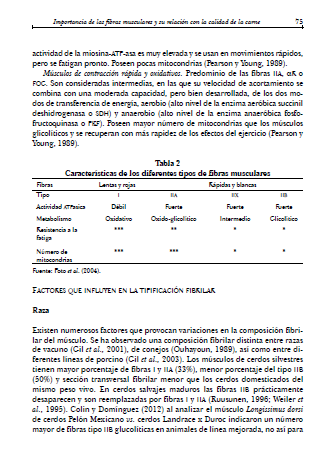 Importancia de las fibras musculares y su relación con la calidad de la carne 75
actividad de la miosina-ATP-asa es muy elevada y se usan en movimientos rápidos,
pero se fatigan pronto. Poseen pocas mitocondrias (Pearson y Young, 1989).
Músculos de contracción rápida y oxidativos. Predominio de las fibras IIA, αR o
FOG. Son consideradas intermedias, en las que su velocidad de acortamiento se
combina con una moderada capacidad, pero bien desarrollada, de los dos mo-
dos de transferencia de energía, aerobio (alto nivel de la enzima aeróbica succinil
deshidrogenasa o SDH) y anaerobio (alto nivel de la enzima anaeróbica fosfo-
fructoquinasa o PKF). Poseen mayor número de mitocondrias que los músculos
glicolíticos y se recuperan con más rapidez de los efectos del ejercicio (Pearson y
Young, 1989).
Tabla 2
Características de los diferentes tipos de fibras musculares
Fibras Lentas y rojas Rápidas y blancas
Tipo I IIA IIX IIB
Actividad ATPasica Débil Fuerte Fuerte Fuerte
Metabolismo Oxidativo Oxido-glicolítico Intermedio Glicolítico
Resistencia a la *** ** * *
fatiga
Número de *** *** * *
mitocondrias
Fuente: Poto et al. (2004).
FACTORES QUE INFLUYEN EN LA TIPIFICACIÓN FIBRILAR
Raza
Existen numerosos factores que provocan variaciones en la composición fibri-
lar del músculo. Se ha observado una composición fibrilar distinta entre razas
de vacuno (Gil et al., 2001), de conejos (Ouhayoun, 1989), así como entre di-
ferentes líneas de porcino (Gil et al., 2003). Los músculos de cerdos silvestres
tienen mayor porcentaje de fibras I y IIA (33%), menor porcentaje del tipo IIB
(50%) y sección transversal fibrilar menor que los cerdos domesticados del
mismo peso vivo. En cerdos salvajes maduros las fibras IIB prácticamente
desaparecen y son reemplazadas por fibras I y IIA (Ruusunen, 1996; Weiler et
al., 1995). Colín y Domínguez (2012) al analizar el músculo Longissimus dorsi
de cerdos Pelón Mexicano vs. cerdos Landrace x Duroc indicaron un número
mayor de fibras tipo IIB glucolíticas en animales de línea mejorada, no así para